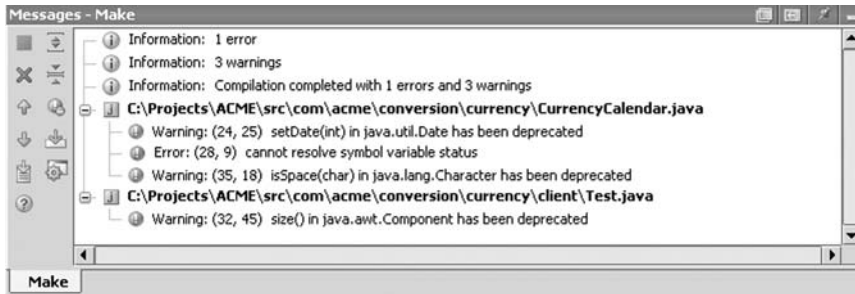 Messages - Make
Information: 1 error
Information: 3 warnings
Information: Compilation completed with 1 errors and 3 warnings
C:\Projects\ACME\src\com\acme\conversion\currency\CurrencyCalendar.java
Warning: (24, 25) setDate(int) in java.util.Date has been deprecated
Error: (28, 9) cannot resolve symbol variable status
Warning: (35, 18) isSpace(char) in java.lang.Character has been deprecated
C:\Projects\ACME\src\com\acme\conversion\currency\client\Test.java
Warning: (32, 45) size() in java.awt.Component has been deprecated
Make